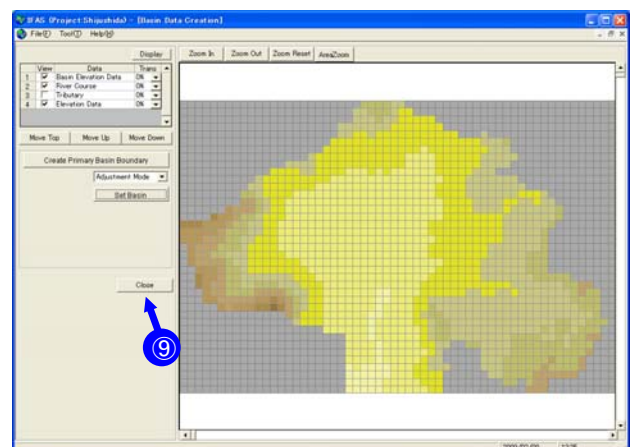 IFAS (Project:Shijushida) - [Basin Data Creation]
File(F) Tool(T) Help(H)
Display
Zoom In Zoom Out Zoom Reset AreaZoom
View Data Trans
1 Basin Elevation Data 0%
2 River Course 0%
3 Tributary 0%
4 Elevation Data 0%
Move Top Move Up Move Down
Create Primary Basin Boundary
Adjustment Mode
Set Basin
Close
⑨